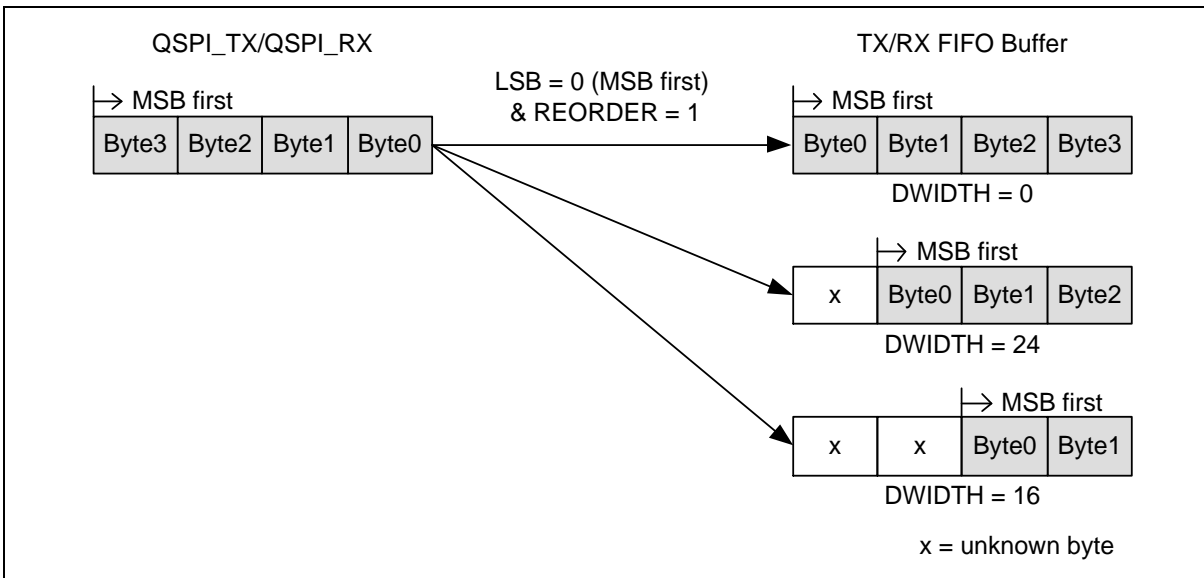 QSPI_TX/QSPI_RX
TX/RX FIFO Buffer
MSB first
LSB = 0 (MSB first)
& REORDER = 1
MSB first
Byte3 Byte2 Byte1 Byte0
Byte0 Byte1 Byte2 Byte3
DWIDTH = 0
MSB first
x Byte0 Byte1 Byte2
DWIDTH = 24
MSB first
x x Byte0 Byte1
DWIDTH = 16
x = unknown byte